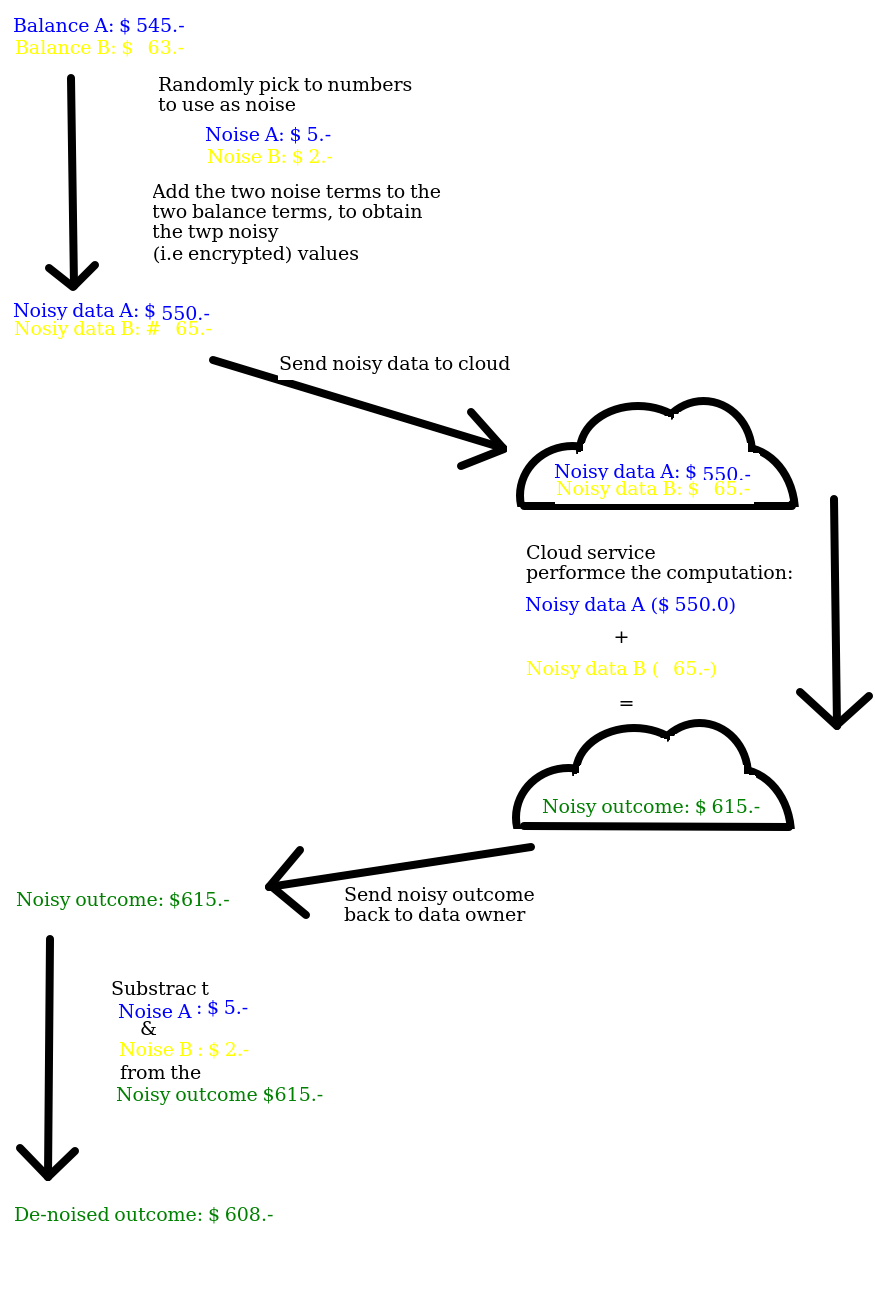 Balance A: $ 545.-
Balance B: $ 63.-
Randomly pick to numbers
to use as noise
Noise A: $ 5.-
Noise B: $ 2.-
Add the two noise terms to the
two balance terms, to obtain
the twp noisy
(i.e encrypted) values
Noisy data A: $ 550.-
Nosiy data B: # 65.-
Send noisy data to cloud
Noisy data A: $ 550.-
Noisy data B: $ 65.-
Cloud service
performce the computation:
Noisy data A ($ 550.0)
+
Noisy data B ( 65.-)
=
Noisy outcome: $ 615.-
Send noisy outcome
back to data owner
Noisy outcome: $615.-
Substrac t
Noise A : $ 5.-
&
Noise B : $ 2.-
from the
Noisy outcome $615.-
De-noised outcome: $ 608.-